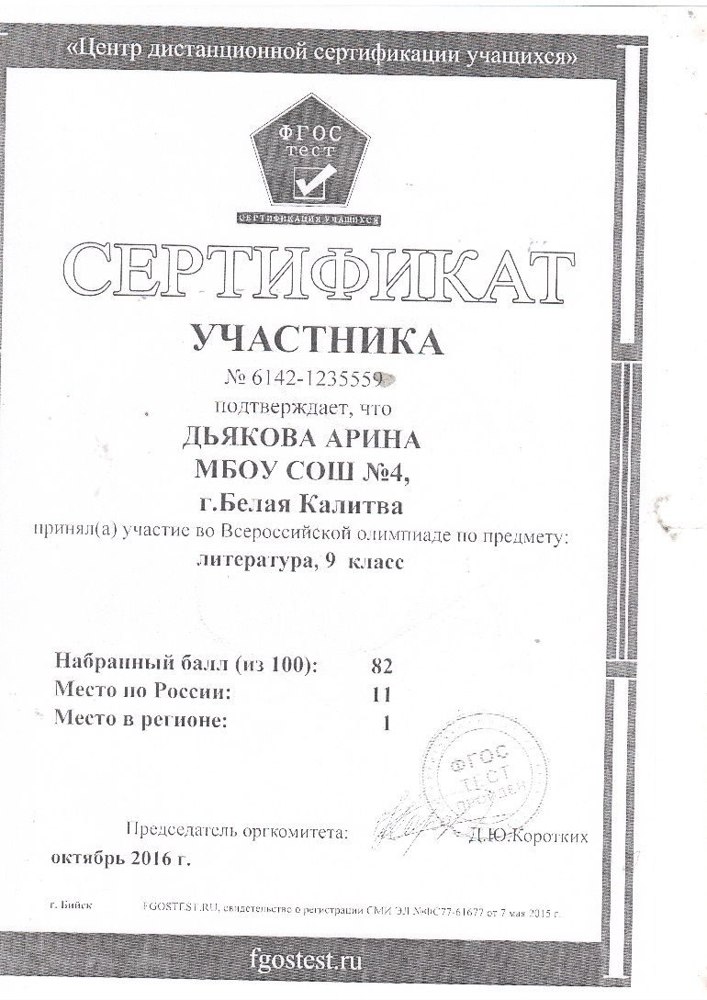 «Центр дистанционной сертификации учащихся»
ФГОС
тест
СЕРТИФИКАЦИЯ УЧАЩИХСЯ
СЕРТИФИКАТ
УЧАСТНИКА
№ 6142-1235559
подтверждает, что
ДЬЯКОВА АРИНА
МБОУ СОШ №4,
г.Белая Калитва
принял(а) участие во Всероссийской олимпиаде по предмету:
литература, 9 класс
Набранный балл (из 100): 82
Место по России: 11
Место в регионе: 1
ФГОС
ТЕСТ
ПРОЙДЕН
Председатель оргкомитета: Д.Ю.Коротких
октябрь 2016 г.
г. Бийск FGOSTEST.RU, свидетельство о регистрации СМИ ЭЛ №ФС77-61677 от 7 мая 2015 г.
fgostest.ru